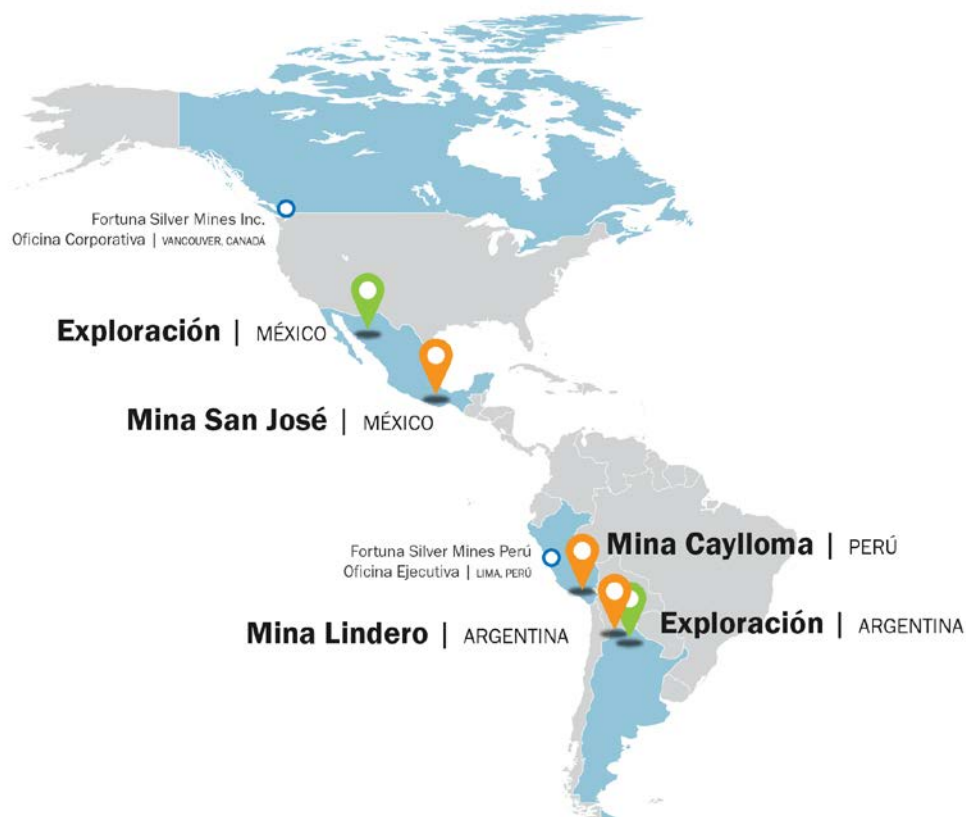 Fortuna Silver Mines Inc.
Oficina Corporativa | VANCOUVER, CANADÁ
Exploración | MÉXICO
Mina San José | MÉXICO
Mina Caylloma | PERÚ
Fortuna Silver Mines Perú
Oficina Ejecutiva | LIMA, PERÚ
Mina Lindero | ARGENTINA
Exploración | ARGENTINA